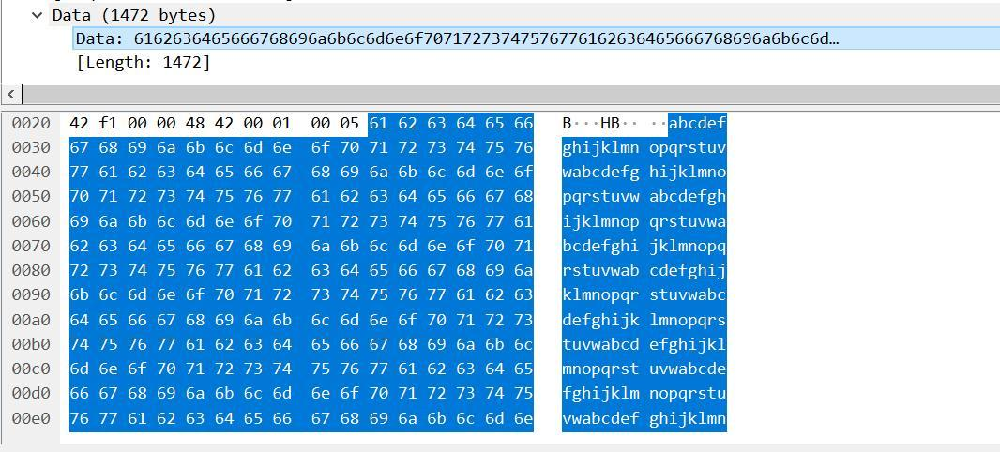 Data (1472 bytes)
Data: 6162636465666768696a6b6c6d6e6f70717273747576776162636465666768696a6b6c6d…
[Length: 1472]
0020 42 f1 00 00 48 42 00 01 00 05 61 62 63 64 65 66 B···HB·· ··abcdef
0030 67 68 69 6a 6b 6c 6d 6e 6f 70 71 72 73 74 75 76 ghijklmn opqrstuv
0040 77 61 62 63 64 65 66 67 68 69 6a 6b 6c 6d 6e 6f wabcdefg hijklmno
0050 70 71 72 73 74 75 76 77 61 62 63 64 65 66 67 68 pqrstuvw abcdefgh
0060 69 6a 6b 6c 6d 6e 6f 70 71 72 73 74 75 76 77 61 ijklmnop qrstuvwa
0070 62 63 64 65 66 67 68 69 6a 6b 6c 6d 6e 6f 70 71 bcdefghi jklmnopq
0080 72 73 74 75 76 77 61 62 63 64 65 66 67 68 69 6a rstuvwab cdefghij
0090 6b 6c 6d 6e 6f 70 71 72 73 74 75 76 77 61 62 63 klmnopqr stuvwabc
00a0 64 65 66 67 68 69 6a 6b 6c 6d 6e 6f 70 71 72 73 defghijk lmnopqrs
00b0 74 75 76 77 61 62 63 64 65 66 67 68 69 6a 6b 6c tuvwabcd efghijkl
00c0 6d 6e 6f 70 71 72 73 74 75 76 77 61 62 63 64 65 mnopqrst uvwabcde
00d0 66 67 68 69 6a 6b 6c 6d 6e 6f 70 71 72 73 74 75 fghijklm nopqrstu
00e0 76 77 61 62 63 64 65 66 67 68 69 6a 6b 6c 6d 6e vwabcdef ghijklmn